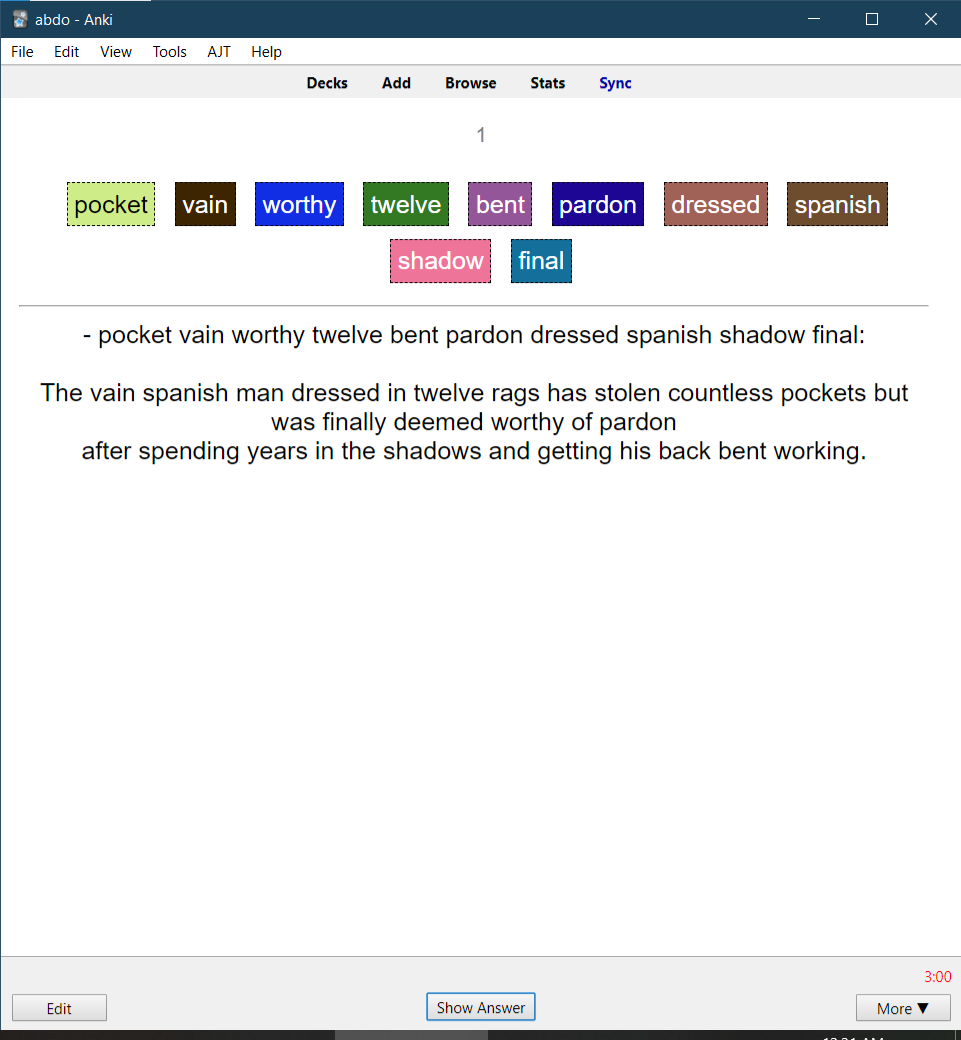 abdo - Anki
File Edit View Tools AJT Help
Decks Add Browse Stats Sync
1
pocket vain worthy twelve bent pardon dressed spanish
shadow final
- pocket vain worthy twelve bent pardon dressed spanish shadow final:
The vain spanish man dressed in twelve rags has stolen countless pockets but
was finally deemed worthy of pardon
after spending years in the shadows and getting his back bent working.
3:00
Edit Show Answer More ▼